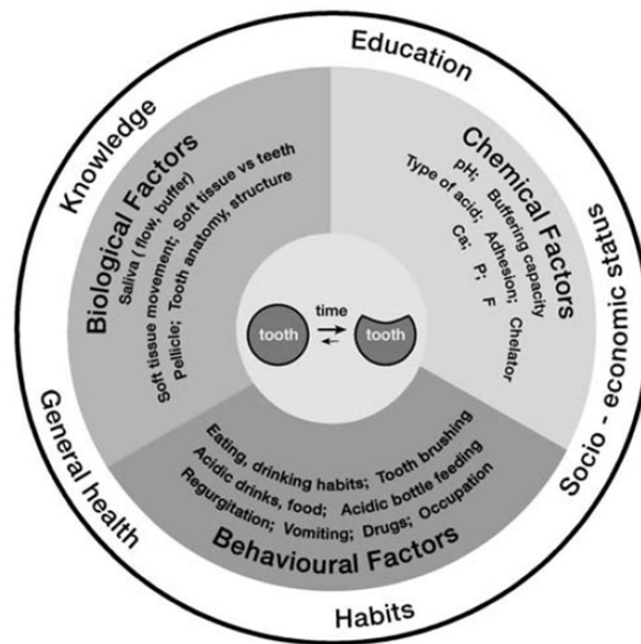 Education
Knowledge
Socio - economic status
General health
Habits
Biological Factors
Saliva ( flow, buffer)
Soft tissue movement; Soft tissue vs teeth
Pellicle; Tooth anatomy, structure
Chemical Factors
pH; Buffering capacity
Type of acid; Adhesion; Chelator
Ca; P; F
time
tooth
tooth
Eating, drinking habits; Tooth brushing
Acidic drinks, food; Acidic bottle feeding
Regurgitation; Vomiting; Drugs; Occupation
Behavioural Factors